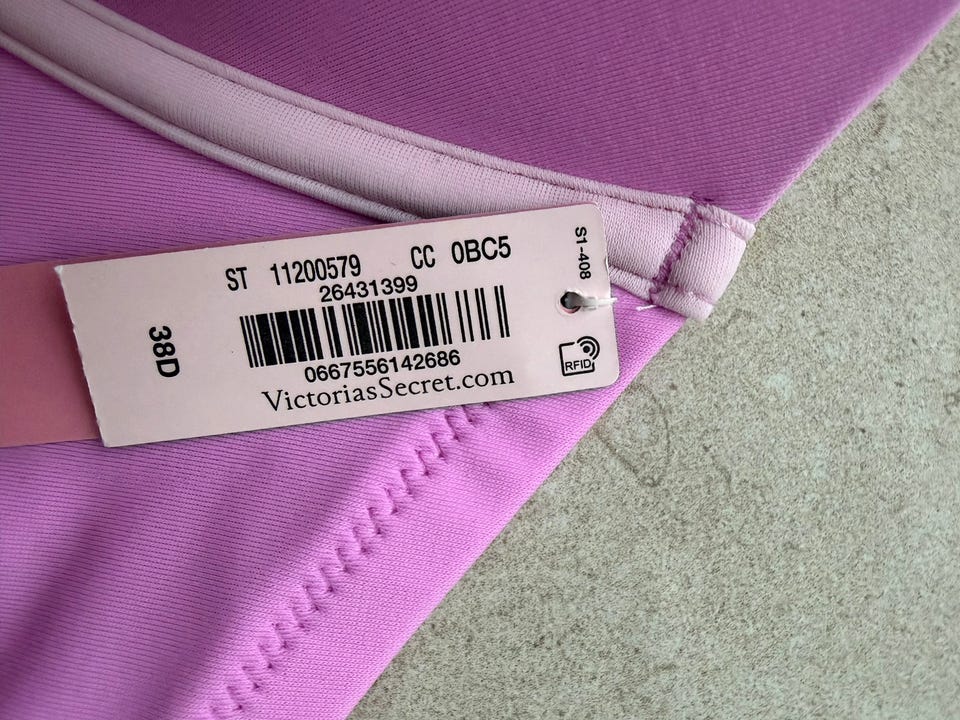 ST 11200579 CC 0BC5
26431399
0667556142686
VictoriasSecret.com
38D
S1-408
RFID